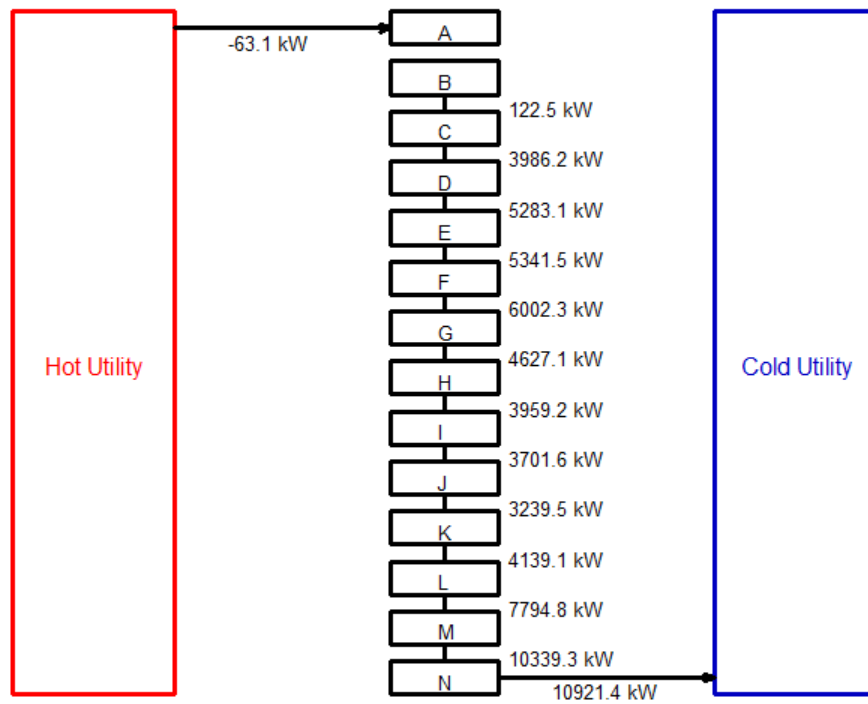 A
-63.1 kW
B
122.5 kW
C
3986.2 kW
D
5283.1 kW
E
5341.5 kW
F
6002.3 kW
G
4627.1 kW
Hot Utility
Cold Utility
H
3959.2 kW
I
3701.6 kW
J
3239.5 kW
K
4139.1 kW
L
7794.8 kW
M
10339.3 kW
N
10921.4 kW